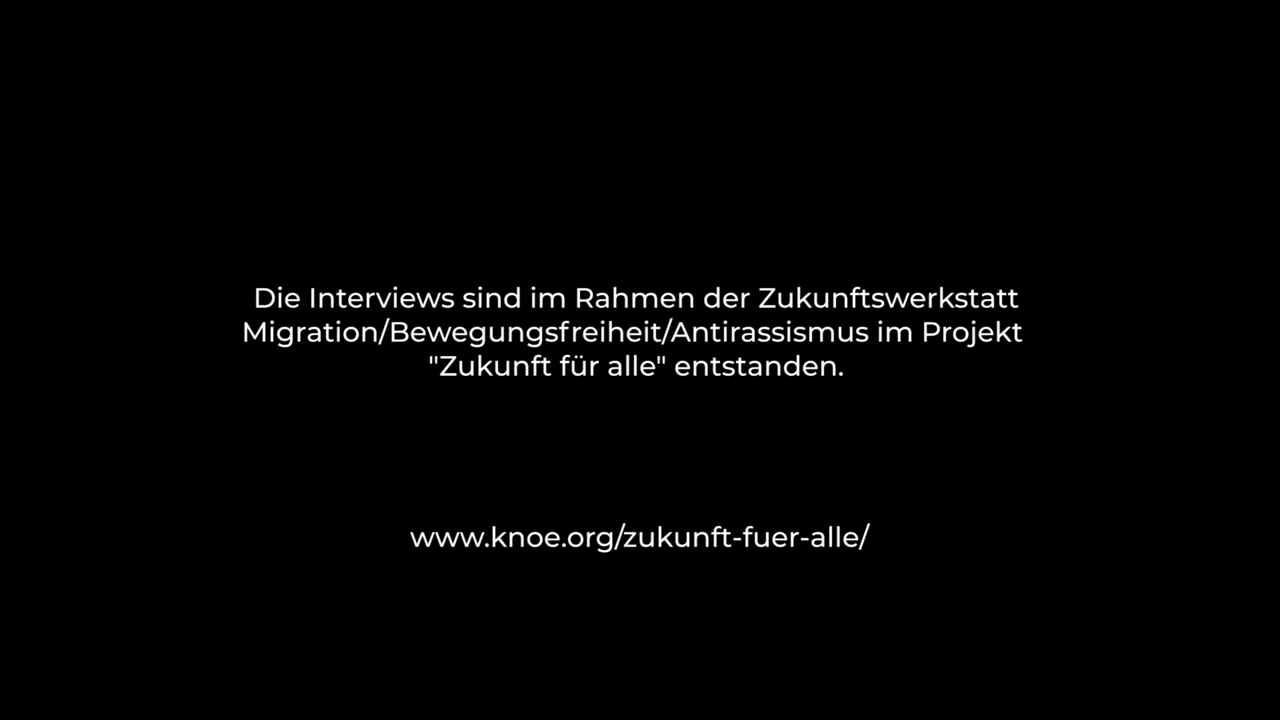 Die Interviews sind im Rahmen der Zukunftswerkstatt
Migration/Bewegungsfreiheit/Antirassismus im Projekt
"Zukunft für alle" entstanden.
www.knoe.org/zukunft-fuer-alle/